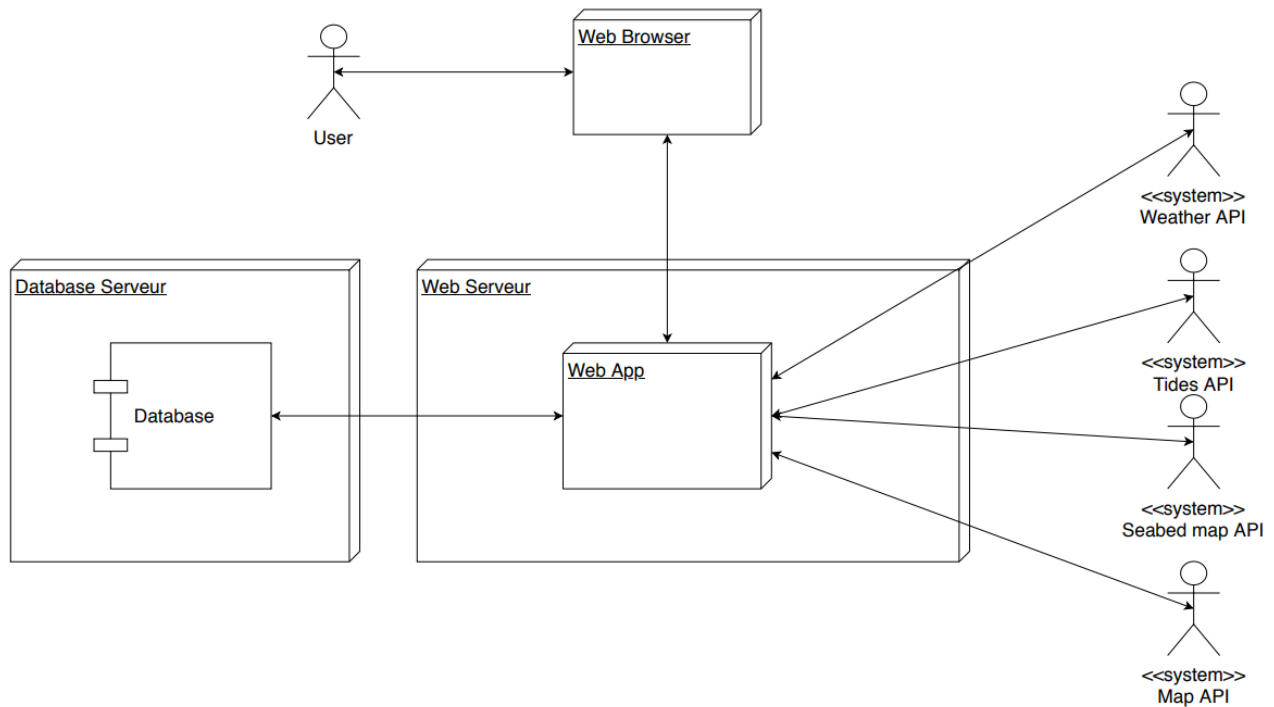 Web Browser
User
<<system>>
Weather API
Database Serveur
Web Serveur
Web App
<<system>>
Tides API
Database
<<system>>
Seabed map API
<<system>>
Map API